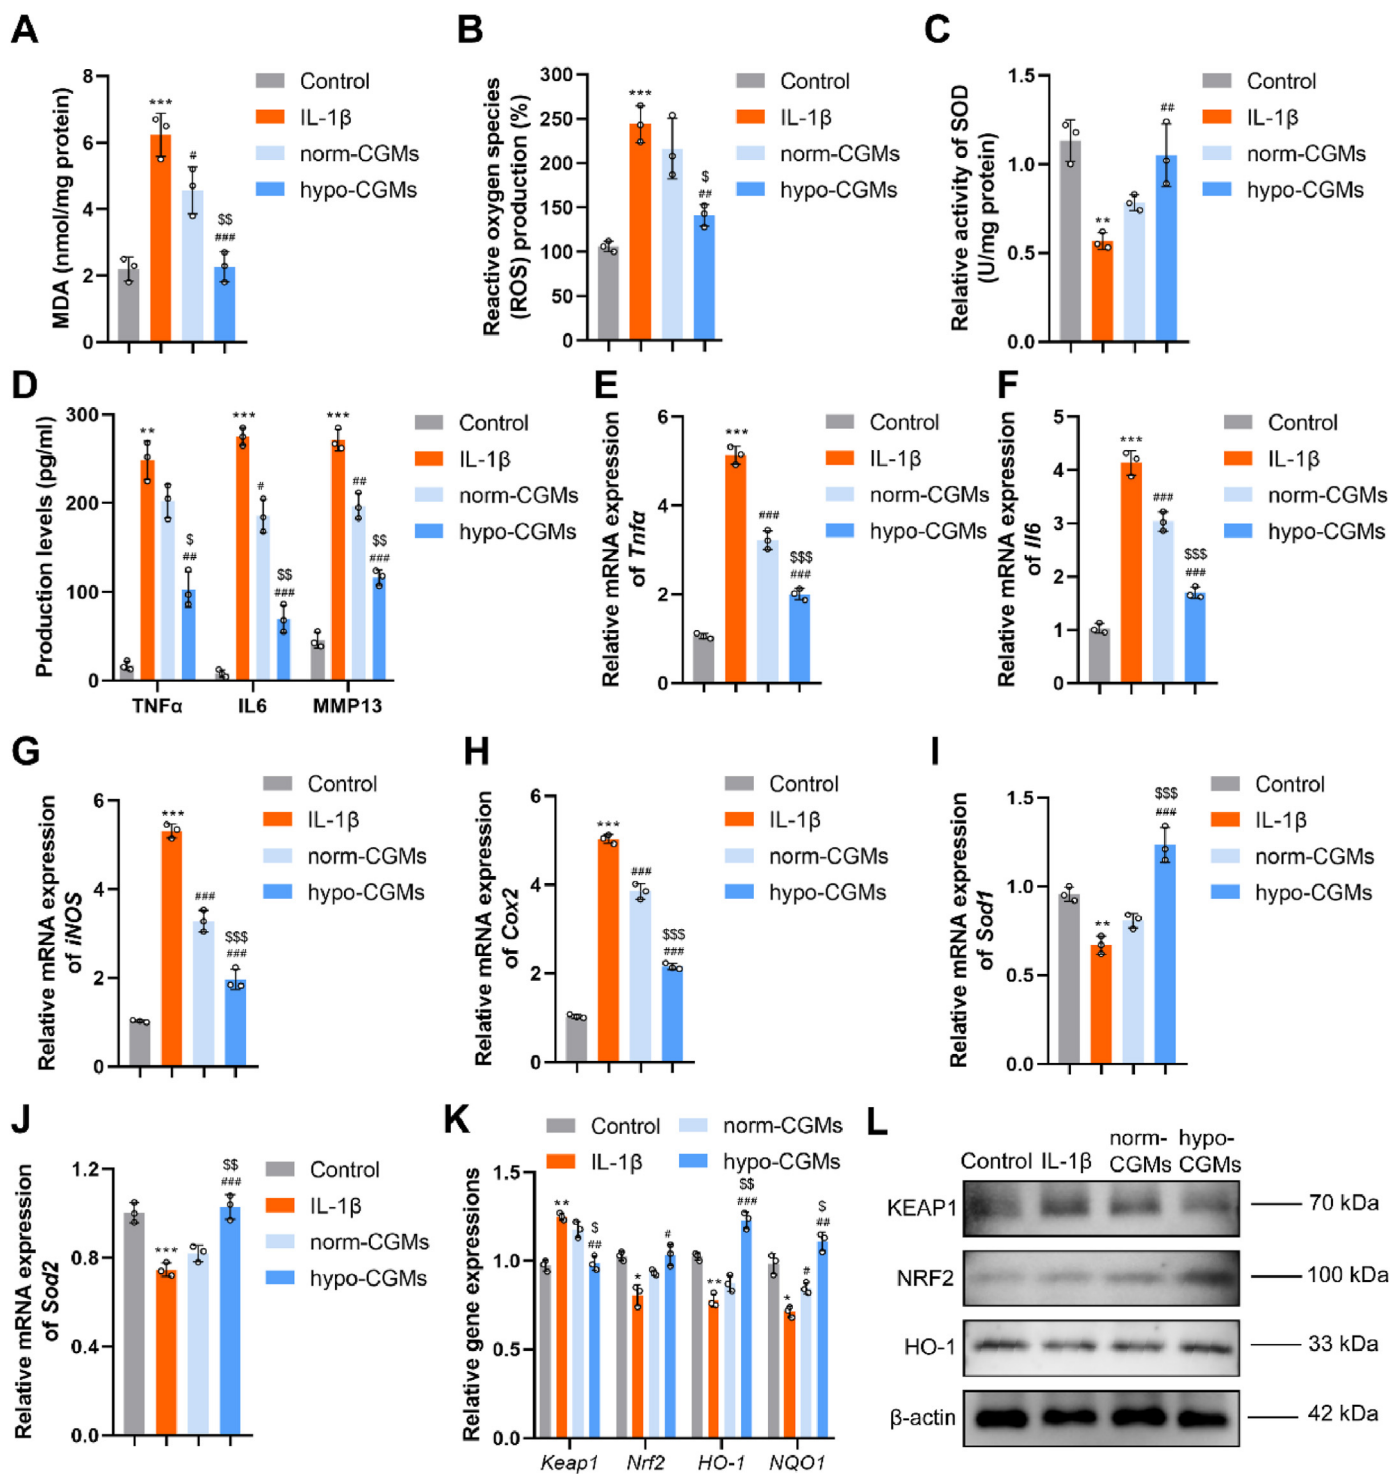 A
MDA (nmol/mg protein)
8
6
4
2
0
***
#
$$
###
Control
IL-1β
norm-CGMs
hypo-CGMs
B
Reactive oxygen species
(ROS) production (%)
300
250
200
150
100
50
0
***
$
##
Control
IL-1β
norm-CGMs
hypo-CGMs
C
Relative activity of SOD
(U/mg protein)
1.5
1.0
0.5
0.0
**
##
Control
IL-1β
norm-CGMs
hypo-CGMs
D
Production levels (pg/ml)
300
200
100
0
**
$
##
***
#
$$
###
***
##
$$
###
TNFα IL6 MMP13
Control
IL-1β
norm-CGMs
hypo-CGMs
E
Relative mRNA expression
of Tnfα
6
4
2
0
***
###
$$$
###
Control
IL-1β
norm-CGMs
hypo-CGMs
F
Relative mRNA expression
of Il6
5
4
3
2
1
0
***
###
$$$
###
Control
IL-1β
norm-CGMs
hypo-CGMs
G
Relative mRNA expression
of iNOS
6
4
2
0
***
###
$$$
###
Control
IL-1β
norm-CGMs
hypo-CGMs
H
Relative mRNA expression
of Cox2
6
4
2
0
***
###
$$$
###
Control
IL-1β
norm-CGMs
hypo-CGMs
I
Relative mRNA expression
of Sod1
1.5
1.0
0.5
0.0
**
$$$
###
Control
IL-1β
norm-CGMs
hypo-CGMs
J
Relative mRNA expression
of Sod2
1.2
0.8
0.4
0.0
***
$$
###
Control
IL-1β
norm-CGMs
hypo-CGMs
K
Control norm-CGMs
IL-1β hypo-CGMs
Relative gene expressions
1.5
1.0
0.5
0.0
**
$
##
*
#
**
$$
###
*
#
$
##
Keap1 Nrf2 HO-1 NQO1
L
norm- hypo-
Control IL-1β CGMs CGMs
KEAP1 70 kDa
NRF2 100 kDa
HO-1 33 kDa
β-actin 42 kDa